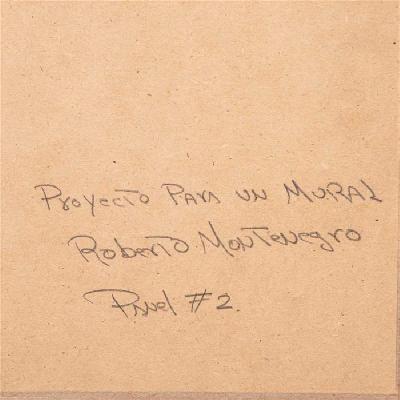 Proyecto Para un Mural
Roberto Montenegro
Panel #2.